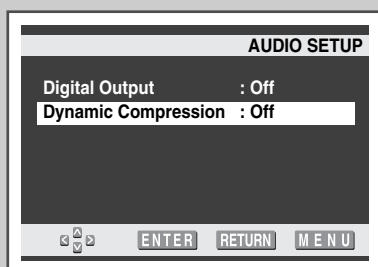 AUDIO SETUP
Digital Output : Off
Dynamic Compression : Off
ENTER RETURN MENU